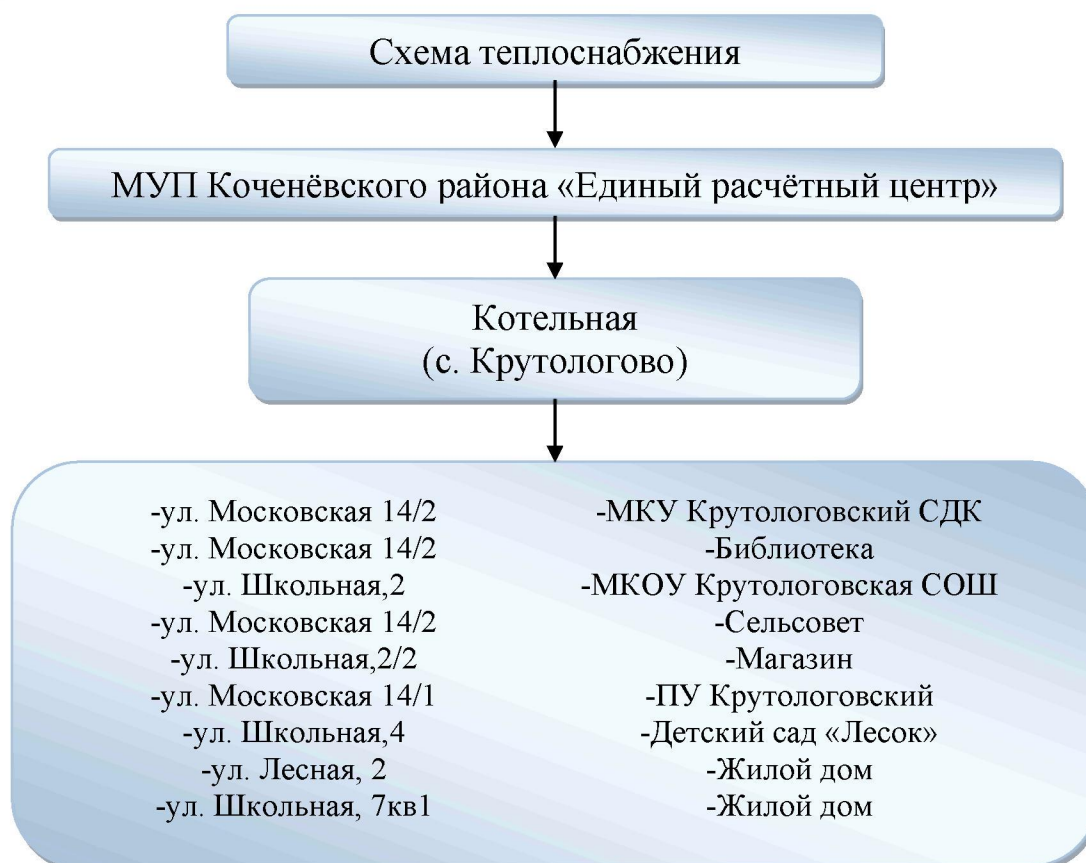 Схема теплоснабжения
МУП Коченёвского района «Единый расчётный центр»
Котельная
(с. Крутологово)
-ул. Московская 14/2 -МКУ Крутологовский СДК
-ул. Московская 14/2 -Библиотека
-ул. Школьная,2 -МКОУ Крутологовская СОШ
-ул. Московская 14/2 -Сельсовет
-ул. Школьная,2/2 -Магазин
-ул. Московская 14/1 -ПУ Крутологовский
-ул. Школьная,4 -Детский сад «Лесок»
-ул. Лесная, 2 -Жилой дом
-ул. Школьная, 7кв1 -Жилой дом